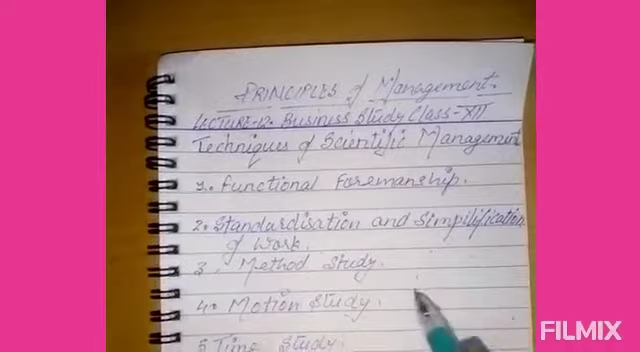 PRINCIPLES of Management.
LECTURE-12. Business Study Class-XII
Techniques of Scientific Management
1. Functional Foremanship.
2. Standardisation and Simplification
of Work.
3. Method Study.
4. Motion Study.
5 Time Study.
FILMIX